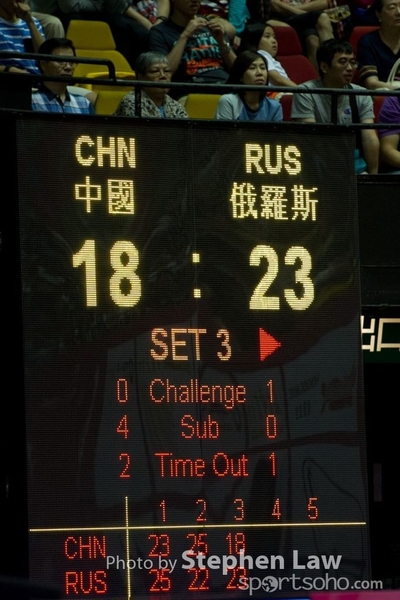 CHN RUS
中國 俄羅斯
18 : 23
SET 3
0 Challenge 1
4 Sub 0
2 Time Out 1
1 2 3 4 5
CHN 23 25 18
RUS 25 22 23
出口
Photo by Stephen Law
sportsoho.com